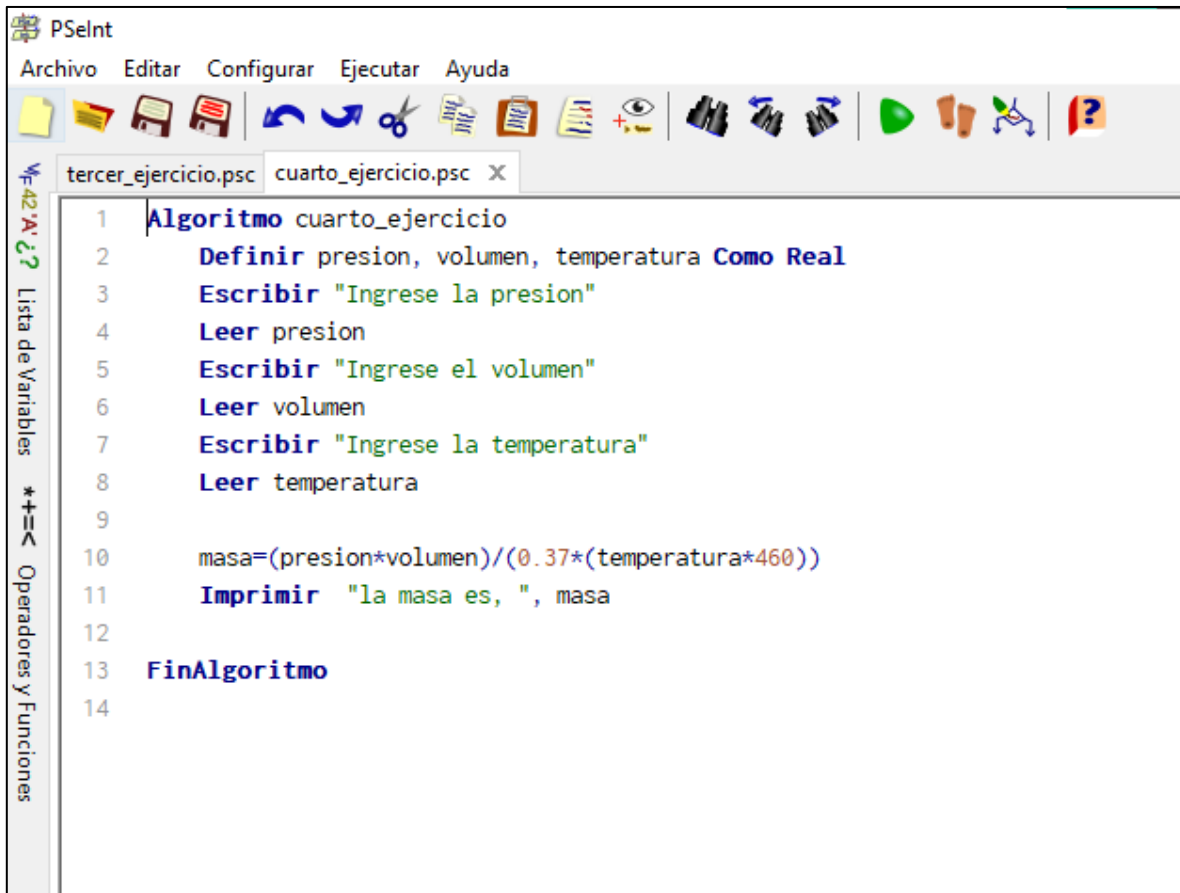 PSeInt
Archivo Editar Configurar Ejecutar Ayuda
tercer_ejercicio.psc cuarto_ejercicio.psc X
42 'A' ¿? Lista de Variables *+=< Operadores y Funciones
1 Algoritmo cuarto_ejercicio
2 Definir presion, volumen, temperatura Como Real
3 Escribir "Ingrese la presion"
4 Leer presion
5 Escribir "Ingrese el volumen"
6 Leer volumen
7 Escribir "Ingrese la temperatura"
8 Leer temperatura
9
10 masa=(presion*volumen)/(0.37*(temperatura*460))
11 Imprimir "la masa es, ", masa
12
13 FinAlgoritmo
14